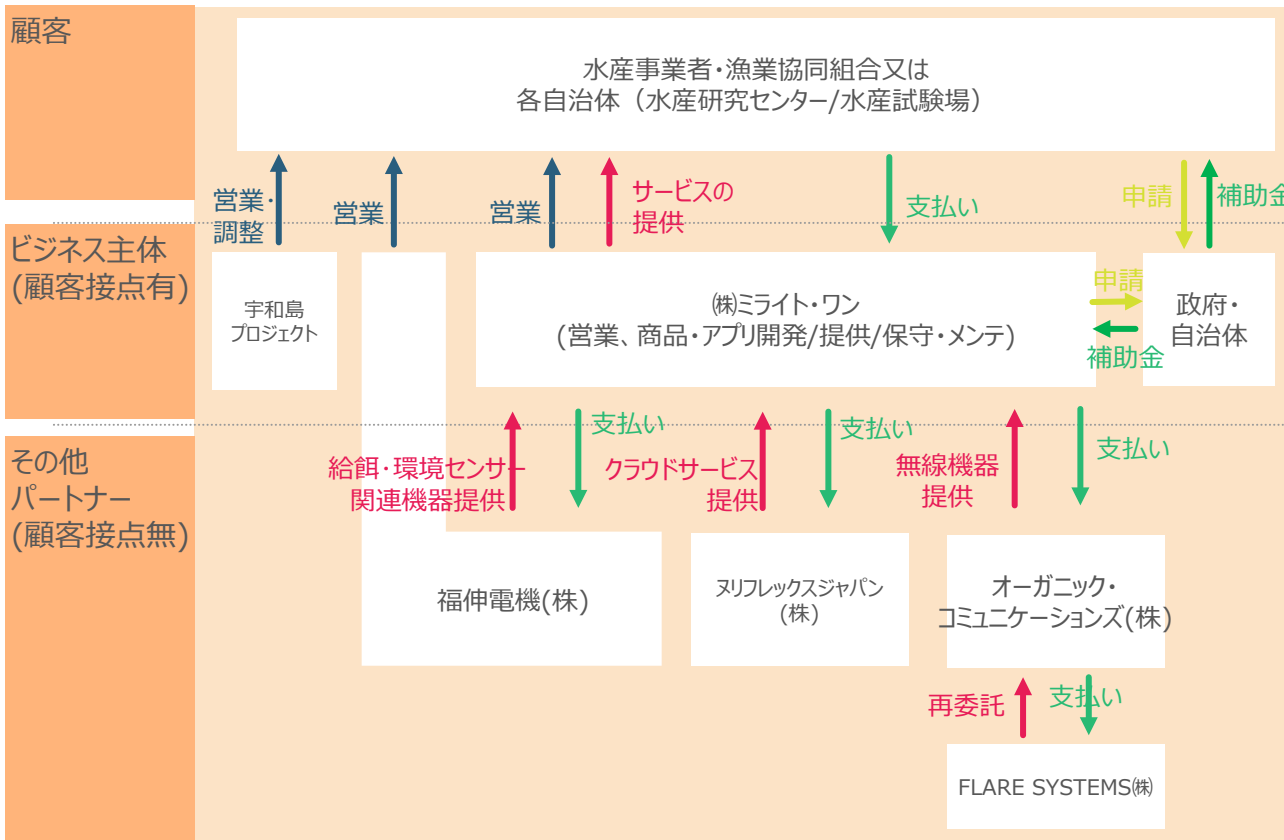 顧客
水産事業者・漁業協同組合又は
各自治体（水産研究センター/水産試験場）
営業・
調整
営業
営業
サービスの
提供
支払い
申請
補助金
ビジネス主体
(顧客接点有)
宇和島
プロジェクト
㈱ミライト・ワン
(営業、商品・アプリ開発/提供/保守・メンテ)
申請
補助金
政府・
自治体
その他
パートナー
(顧客接点無)
給餌・環境センサー
関連機器提供
支払い
クラウドサービス
提供
支払い
無線機器
提供
支払い
福伸電機(株)
ヌリフレックスジャパン
(株)
オーガニック・
コミュニケーションズ(株)
再委託
支払い
FLARE SYSTEMS㈱